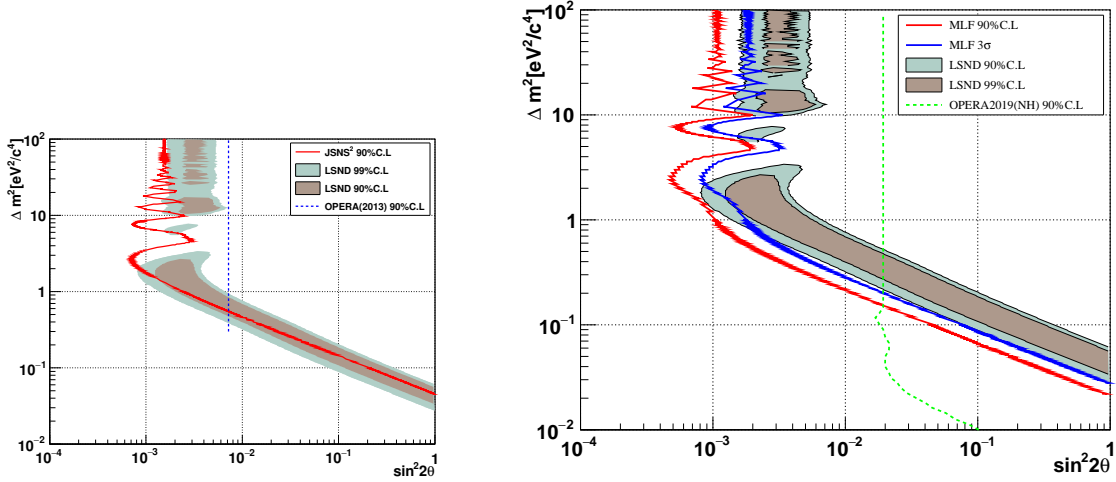 Δ m²[eV²/c⁴]
10²
10
1
10⁻¹
10⁻²
10⁻⁴
10⁻³
10⁻²
10⁻¹
1
sin²2θ
JSNS² 90%C.L
LSND 99%C.L
LSND 90%C.L
OPERA(2013) 90%C.L
Δ m²[eV²/c⁴]
10²
10
1
10⁻¹
10⁻²
10⁻⁴
10⁻³
10⁻²
10⁻¹
1
sin²2θ
MLF 90%C.L
MLF 3σ
LSND 90%C.L
LSND 99%C.L
OPERA2019(NH) 90%C.L